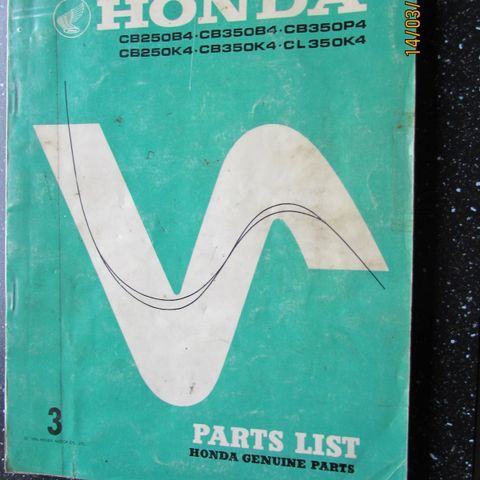 HONDA
CB250B4·CB350B4·CB350P4
CB250K4·CB350K4·CL350K4
14/03/
3
PARTS LIST
HONDA GENUINE PARTS